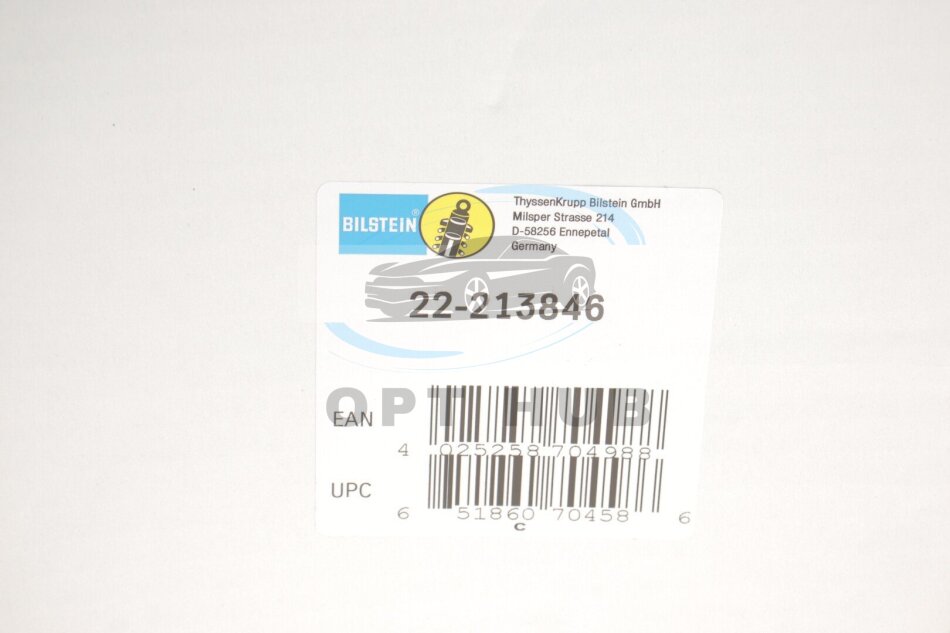 BILSTEIN®
ThyssenKrupp Bilstein GmbH
Milsper Strasse 214
D-58256 Ennepetal
Germany
22-213846
OPT HUB
EAN
4 025258 704988
UPC
6 51860 70458 6
C